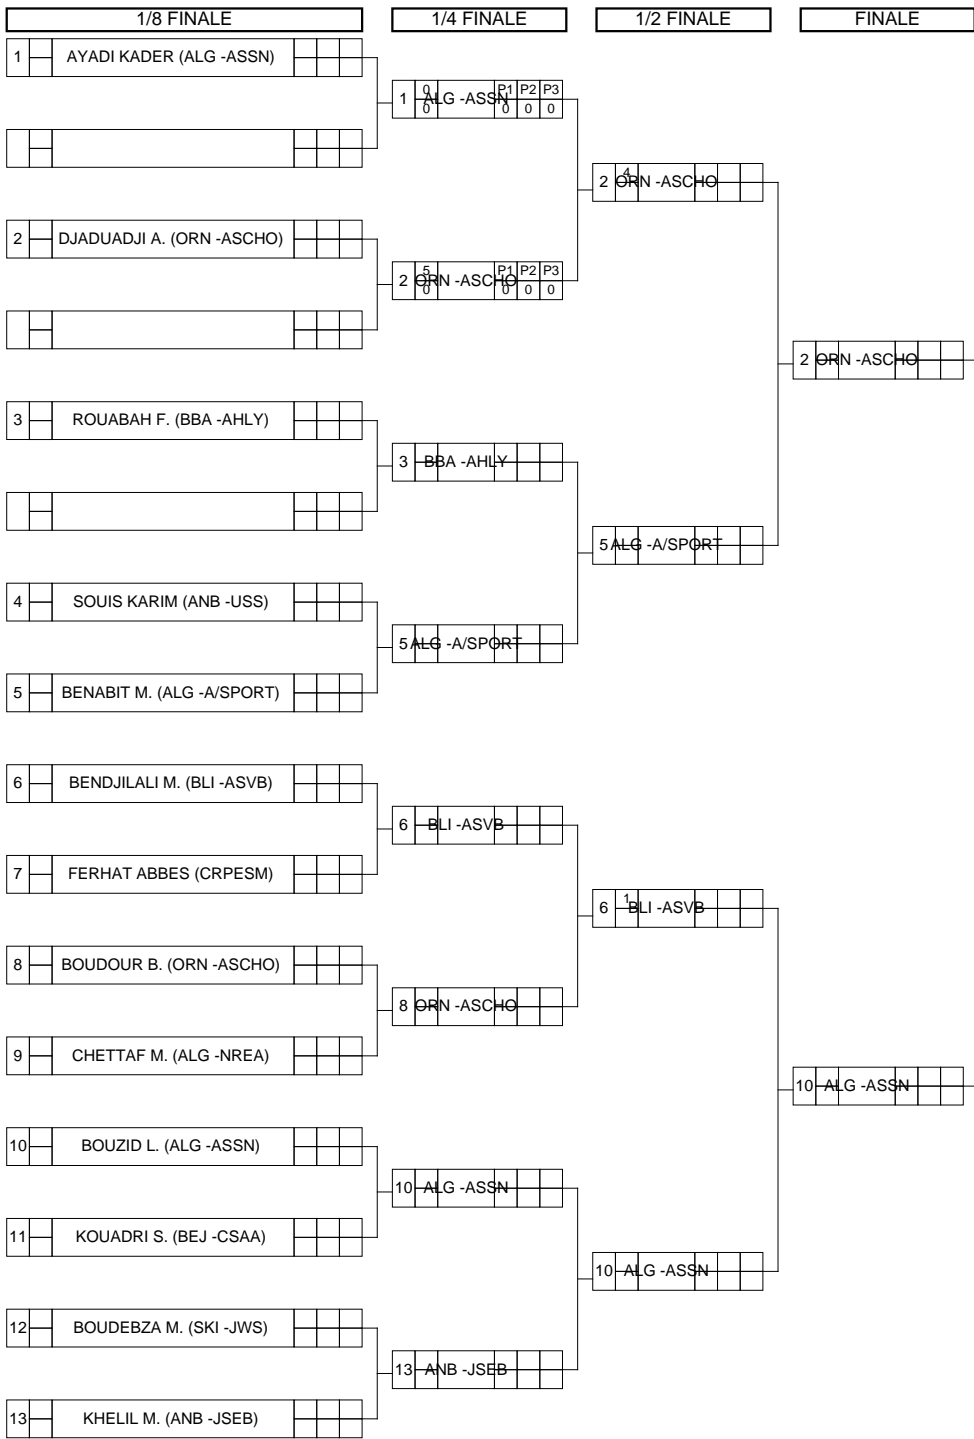 1/8 FINALE 1/4 FINALE 1/2 FINALE FINALE
1 AYADI KADER (ALG -ASSN)
1 0 0 ALG -ASSN P1 0 P2 0 P3 0
2 4 ORN -ASCHO
2 DJADUADJI A. (ORN -ASCHO)
2 5 0 ORN -ASCHO P1 0 P2 0 P3 0
2 ORN -ASCHO
3 ROUABAH F. (BBA -AHLY)
3 BBA -AHLY
5 ALG -A/SPORT
4 SOUIS KARIM (ANB -USS)
5 ALG -A/SPORT
5 BENABIT M. (ALG -A/SPORT)
6 BENDJILALI M. (BLI -ASVB)
6 BLI -ASVB
7 FERHAT ABBES (CRPESM)
6 1 BLI -ASVB
8 BOUDOUR B. (ORN -ASCHO)
8 ORN -ASCHO
9 CHETTAF M. (ALG -NREA)
10 ALG -ASSN
10 BOUZID L. (ALG -ASSN)
10 ALG -ASSN
11 KOUADRI S. (BEJ -CSAA)
10 ALG -ASSN
12 BOUDEBZA M. (SKI -JWS)
13 ANB -JSEB
13 KHELIL M. (ANB -JSEB)